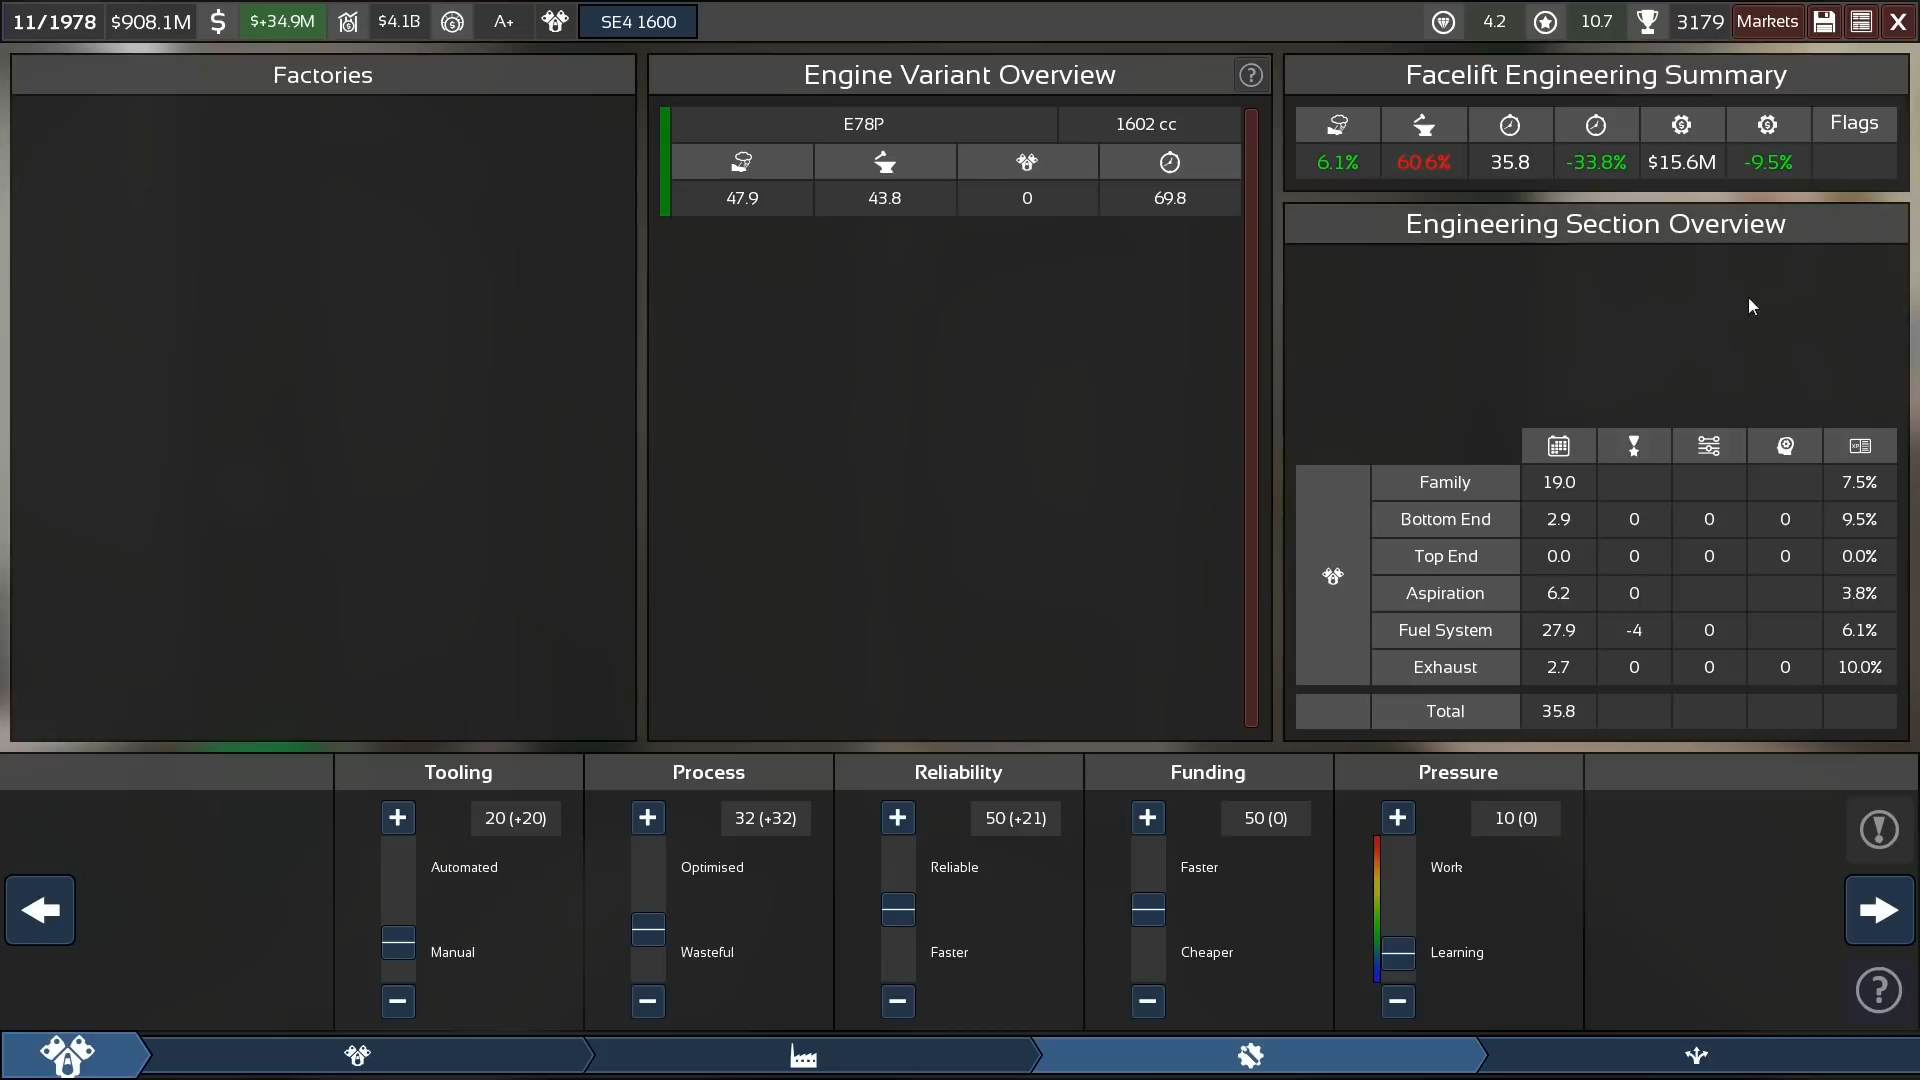 11/1978 $908.1M $+34.9M $4.1B A+ SE4 1600 4.2 10.7 3179 Markets
Factories
Engine Variant Overview
E78P 1602 cc
47.9 43.8 0 69.8
Facelift Engineering Summary
Flags
6.1% 60.6% 35.8 -33.8% $15.6M -9.5%
Engineering Section Overview
Family 19.0 7.5%
Bottom End 2.9 0 0 0 9.5%
Top End 0.0 0 0 0 0.0%
Aspiration 6.2 0 3.8%
Fuel System 27.9 -4 0 6.1%
Exhaust 2.7 0 0 0 10.0%
Total 35.8
Tooling Process Reliability Funding Pressure
20 (+20) 32 (+32) 50 (+21) 50 (0) 10 (0)
Automated Optimised Reliable Faster Work
Manual Wasteful Faster Cheaper Learning